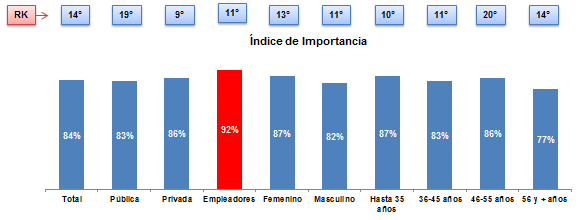 RK 14° 19° 9° 11° 13° 11° 10° 11° 20° 14°
Índice de Importancia
84% 83% 86% 92% 87% 82% 87% 83% 86% 77%
Total Pública Privada Empleadores Femenino Masculino Hasta 35 36-45 años 46-55 años 56 y + años
años